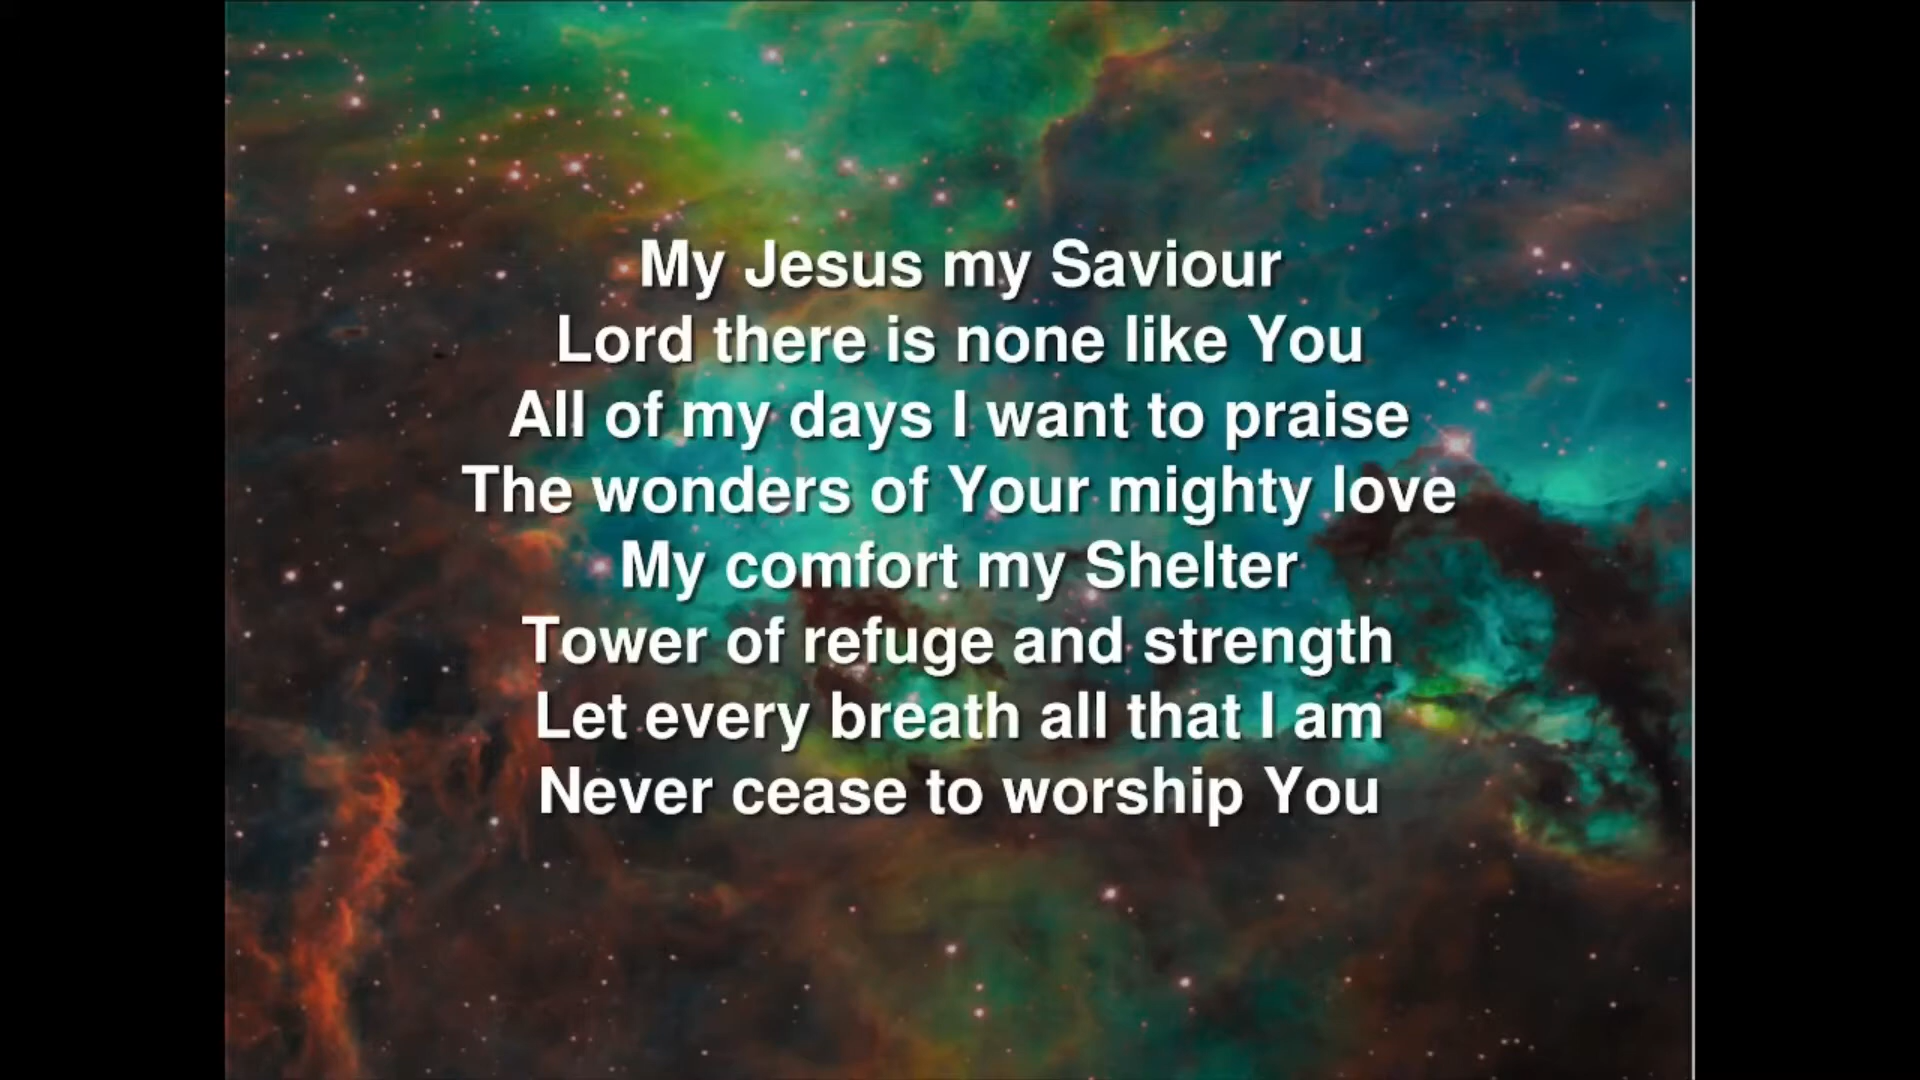 My Jesus my Saviour
Lord there is none like You
All of my days I want to praise
The wonders of Your mighty love
My comfort my Shelter
Tower of refuge and strength
Let every breath all that I am
Never cease to worship You